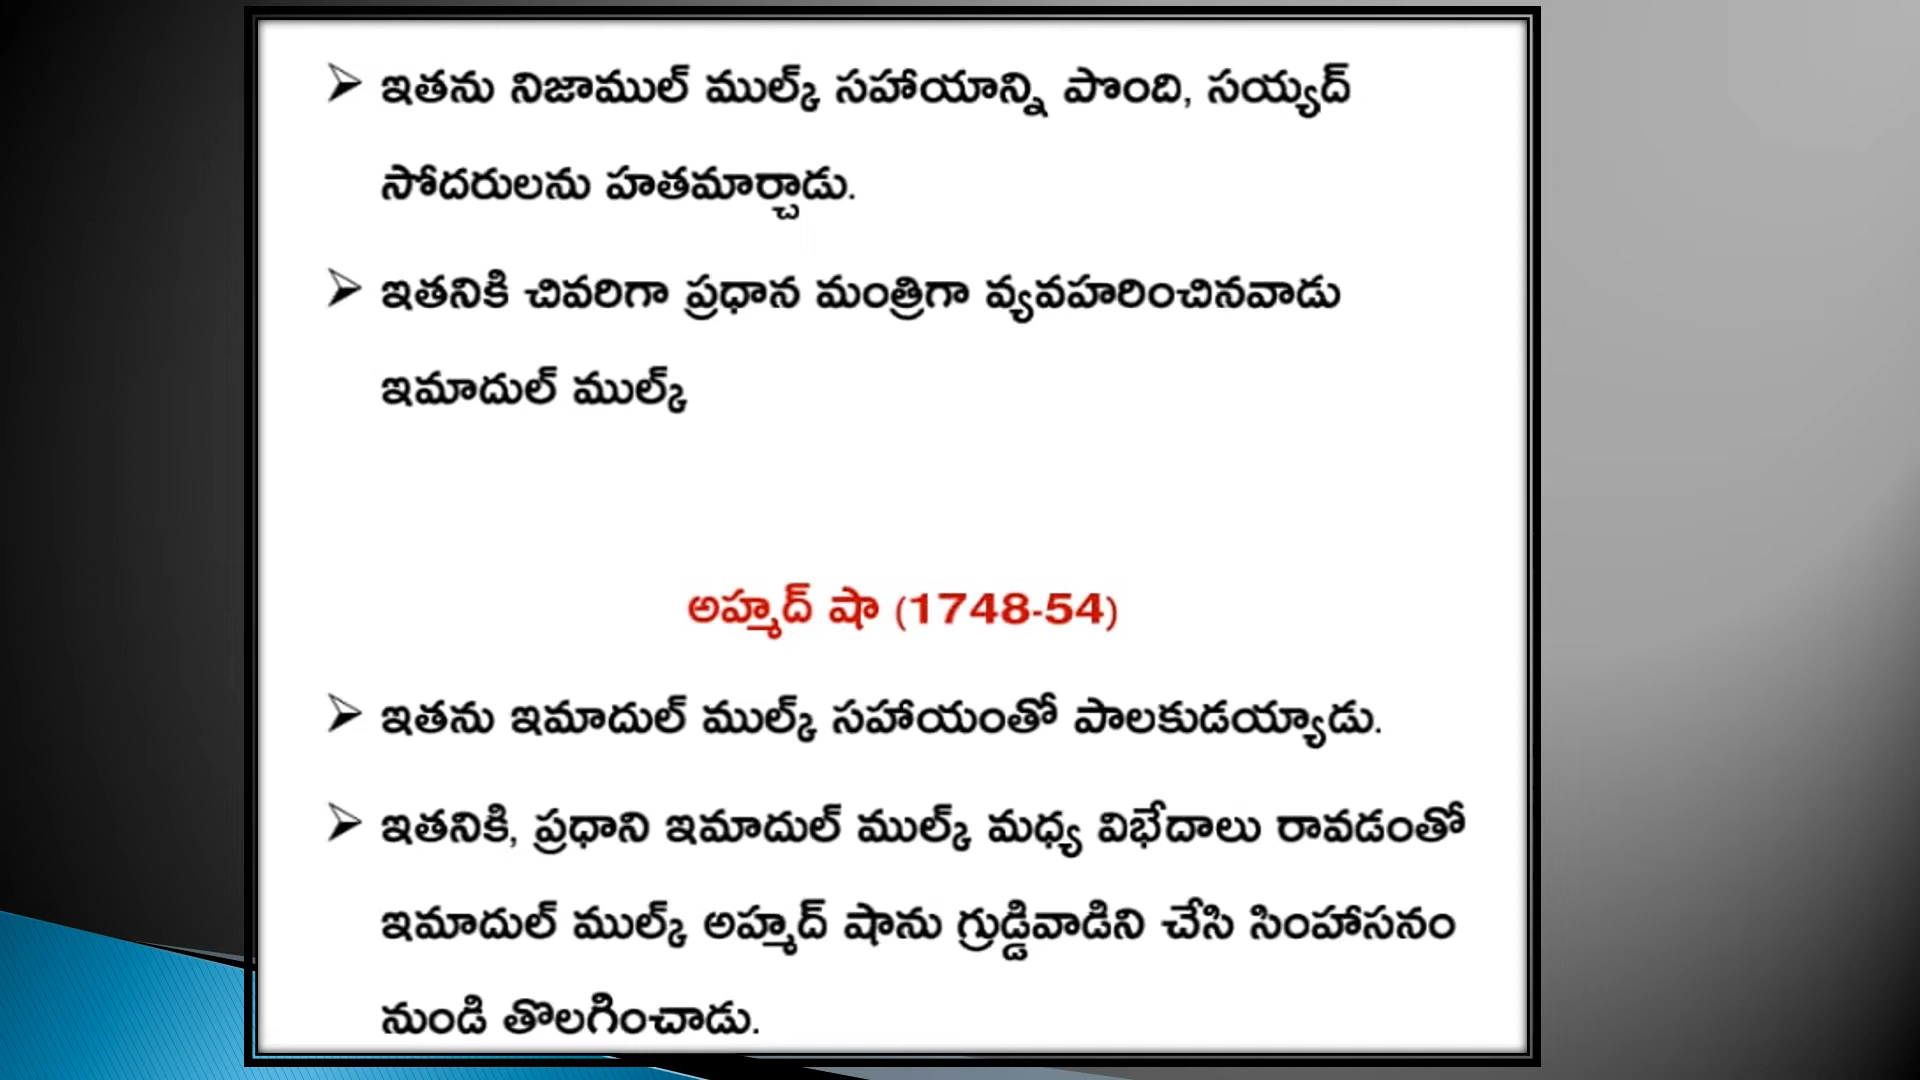 ➢ ఇతను నిజాముల్ ముల్క్ సహాయాన్ని పొంది, సయ్యద్
సోదరులను హతమార్చాడు.
➢ ఇతనికి చివరిగా ప్రధాన మంత్రిగా వ్యవహరించినవాడు
ఇమాదుల్ ముల్క్
అహ్మద్ షా (1748-54)
➢ ఇతను ఇమాదుల్ ముల్క్ సహాయంతో పాలకుడయ్యాడు.
➢ ఇతనికి, ప్రధాని ఇమాదుల్ ముల్క్ మధ్య విభేదాలు రావడంతో
ఇమాదుల్ ముల్క్ అహ్మద్ షాను గ్రుడ్డివాడిని చేసి సింహాసనం
నుండి తొలగించాడు.